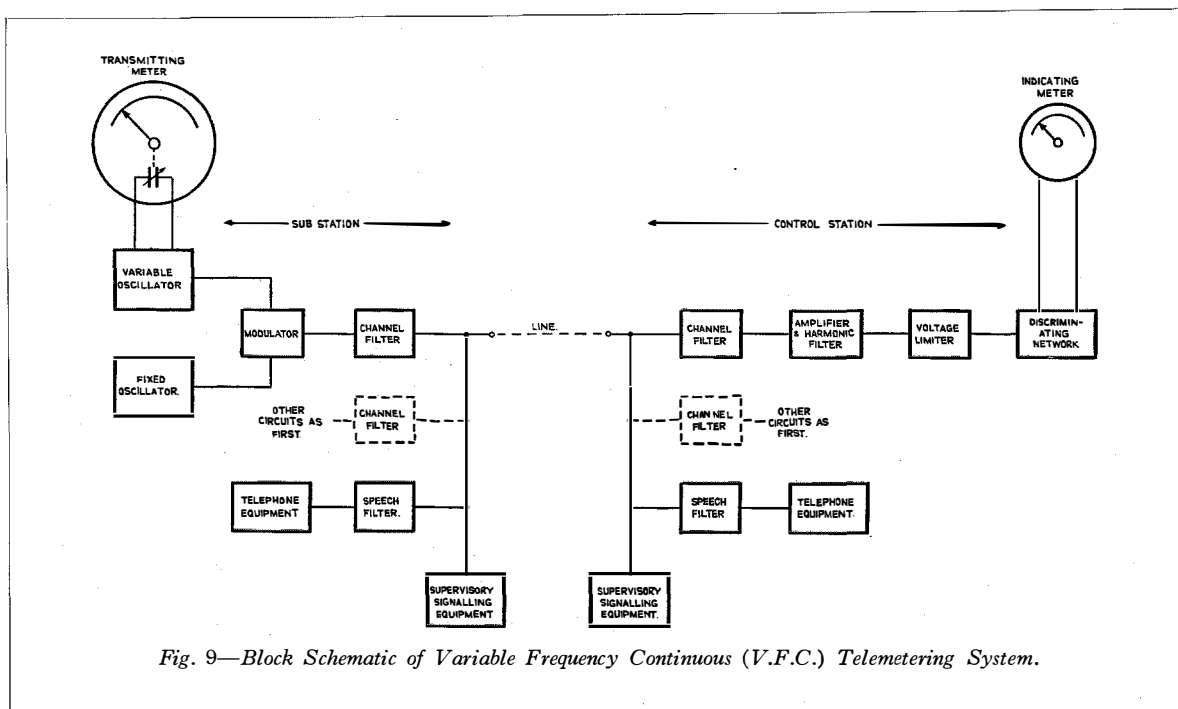 TRANSMITTING
METER
INDICATING
METER
SUB STATION
CONTROL STATION
VARIABLE
OSCILLATOR
MODULATOR
CHANNEL
FILTER
LINE.
CHANNEL
FILTER
AMPLIFIER
& HARMONIC
FILTER
VOLTAGE
LIMITER
DISCRIMIN-
ATING
NETWORK
FIXED
OSCILLATOR.
OTHER
CIRCUITS AS
FIRST.
CHANNEL
FILTER
CHANNEL
FILTER
OTHER
CIRCUITS AS
FIRST.
TELEPHONE
EQUIPMENT
SPEECH
FILTER.
SPEECH
FILTER
TELEPHONE
EQUIPMENT.
SUPERVISORY
SIGNALLING
EQUIPMENT
SUPERVISORY
SIGNALLING
EQUIPMENT.
Fig. 9—Block Schematic of Variable Frequency Continuous (V.F.C.) Telemetering System.